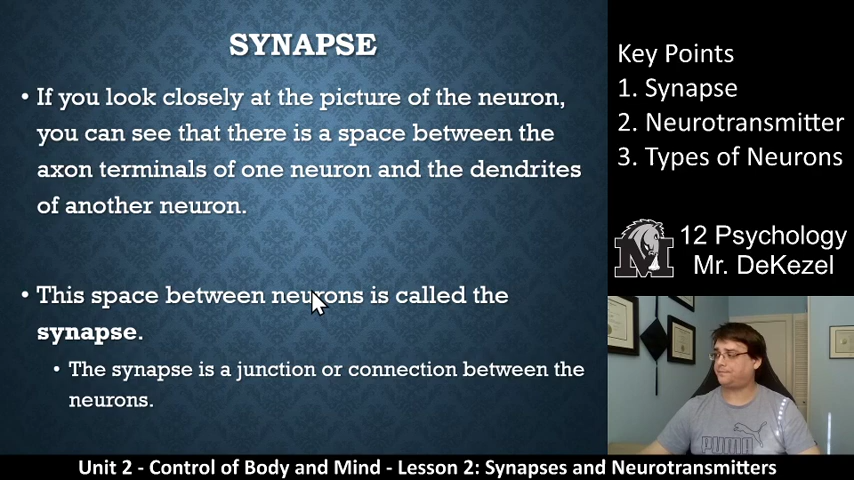 SYNAPSE
• If you look closely at the picture of the neuron,
you can see that there is a space between the
axon terminals of one neuron and the dendrites
of another neuron.
• This space between neurons is called the
synapse.
• The synapse is a junction or connection between the
neurons.
Key Points
1. Synapse
2. Neurotransmitter
3. Types of Neurons
M
12 Psychology
Mr. DeKezel
PUMA
Unit 2 - Control of Body and Mind - Lesson 2: Synapses and Neurotransmitters